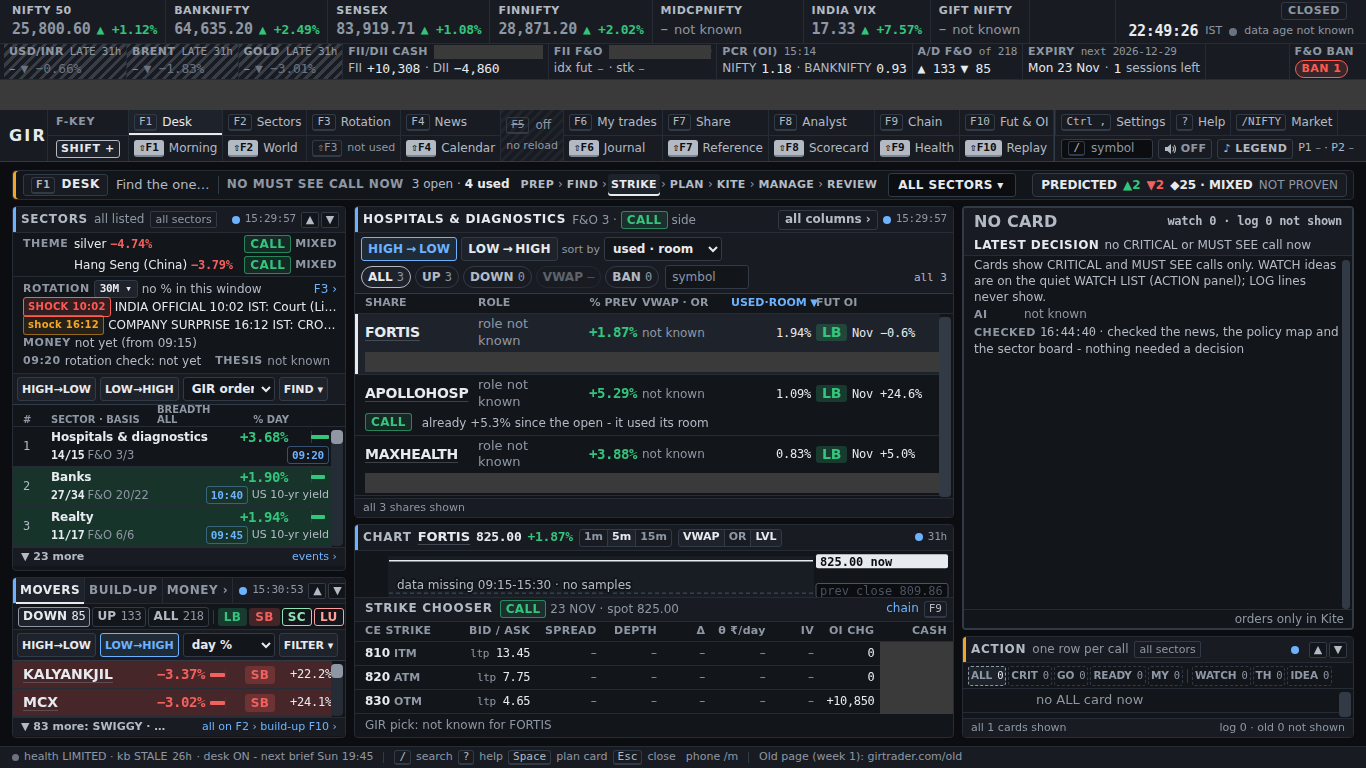 NIFTY 50 BANKNIFTY SENSEX FINNIFTY MIDCPNIFTY INDIA VIX GIFT NIFTY CLOSED
25,800.60 ▲ +1.12% 64,635.20 ▲ +2.49% 83,919.71 ▲ +1.08% 28,871.20 ▲ +2.02% – not known 17.33 ▲ +7.57% – not known 22:49:26 IST data age not known
USD/INR LATE 31h BRENT LATE 31h GOLD LATE 31h FII/DII CASH FII F&O PCR (OI) 15:14 A/D F&O of 218 EXPIRY next 2026-12-29 F&O BAN
– ▼ −0.66% – ▼ −1.83% – ▼ −3.01% FII +10,308 · DII −4,860 idx fut – · stk – NIFTY 1.18 · BANKNIFTY 0.93 ▲ 133 ▼ 85 Mon 23 Nov · 1 sessions left BAN 1
GIR F-KEY F1 Desk F2 Sectors F3 Rotation F4 News F5 off F6 My trades F7 Share F8 Analyst F9 Chain F10 Fut & OI Ctrl , Settings ? Help /NIFTY Market
SHIFT + ⇧F1 Morning ⇧F2 World ⇧F3 not used ⇧F4 Calendar no reload ⇧F6 Journal ⇧F7 Reference ⇧F8 Scorecard ⇧F9 Health ⇧F10 Replay / symbol OFF ♪ LEGEND P1 – · P2 –
F1 DESK Find the one… NO MUST SEE CALL NOW 3 open · 4 used PREP › FIND › STRIKE › PLAN › KITE › MANAGE › REVIEW ALL SECTORS ▾ PREDICTED ▲2 ▼2 ◆25 · MIXED NOT PROVEN
SECTORS all listed all sectors 15:29:57 ▲ ▼
THEME silver −4.74% CALL MIXED
Hang Seng (China) −3.79% CALL MIXED
ROTATION 30M ▾ no % in this window F3 ›
SHOCK 10:02 INDIA OFFICIAL 10:02 IST: Court (Li…
shock 16:12 COMPANY SURPRISE 16:12 IST: CRO…
MONEY not yet (from 09:15)
09:20 rotation check: not yet THESIS not known
HIGH→LOW LOW→HIGH GIR order FIND ▾
# SECTOR · BASIS BREADTH ALL % DAY
1 Hospitals & diagnostics +3.68%
14/15 F&O 3/3 09:20
2 Banks +1.90%
27/34 F&O 20/22 10:40 US 10-yr yield
3 Realty +1.94%
11/17 F&O 6/6 09:45 US 10-yr yield
▼ 23 more events ›
MOVERS BUILD-UP MONEY › 15:30:53 ▲ ▼
DOWN 85 UP 133 ALL 218 LB SB SC LU
HIGH→LOW LOW→HIGH day % FILTER ▾
KALYANKJIL −3.37% SB +22.2%
MCX −3.02% SB +24.1%
▼ 83 more: SWIGGY · … all on F2 › build-up F10 ›
HOSPITALS & DIAGNOSTICS F&O 3 · CALL side all columns › 15:29:57
HIGH→LOW LOW→HIGH sort by used · room
ALL 3 UP 3 DOWN 0 VWAP – BAN 0 symbol all 3
SHARE ROLE % PREV VWAP · OR USED·ROOM ▼ FUT OI
FORTIS role not known +1.87% not known 1.94% LB Nov −0.6%
APOLLOHOSP role not known +5.29% not known 1.09% LB Nov +24.6%
CALL already +5.3% since the open - it used its room
MAXHEALTH role not known +3.88% not known 0.83% LB Nov +5.0%
all 3 shares shown
CHART FORTIS 825.00 +1.87% 1m 5m 15m VWAP OR LVL 31h
825.00 now
data missing 09:15-15:30 · no samples
prev close 809.86
STRIKE CHOOSER CALL 23 NOV · spot 825.00 chain F9
CE STRIKE BID / ASK SPREAD DEPTH Δ θ ₹/day IV OI CHG CASH
810 ITM ltp 13.45 – – – – – 0
820 ATM ltp 7.75 – – – – – 0
830 OTM ltp 4.65 – – – – – +10,850
GIR pick: not known for FORTIS
NO CARD watch 0 · log 0 not shown
LATEST DECISION no CRITICAL or MUST SEE call now
Cards show CRITICAL and MUST SEE calls only. WATCH ideas
are on the quiet WATCH LIST (ACTION panel); LOG lines
never show.
AI not known
CHECKED 16:44:40 · checked the news, the policy map and
the sector board - nothing needed a decision
orders only in Kite
ACTION one row per call all sectors ▲ ▼
ALL 0 CRIT 0 GO 0 READY 0 MY 0 WATCH 0 TH 0 IDEA 0
no ALL card now
all 1 cards shown log 0 · old 0 not shown
health LIMITED · kb STALE 26h · desk ON - next brief Sun 19:45 / search ? help Space plan card Esc close phone /m Old page (week 1): girtrader.com/old